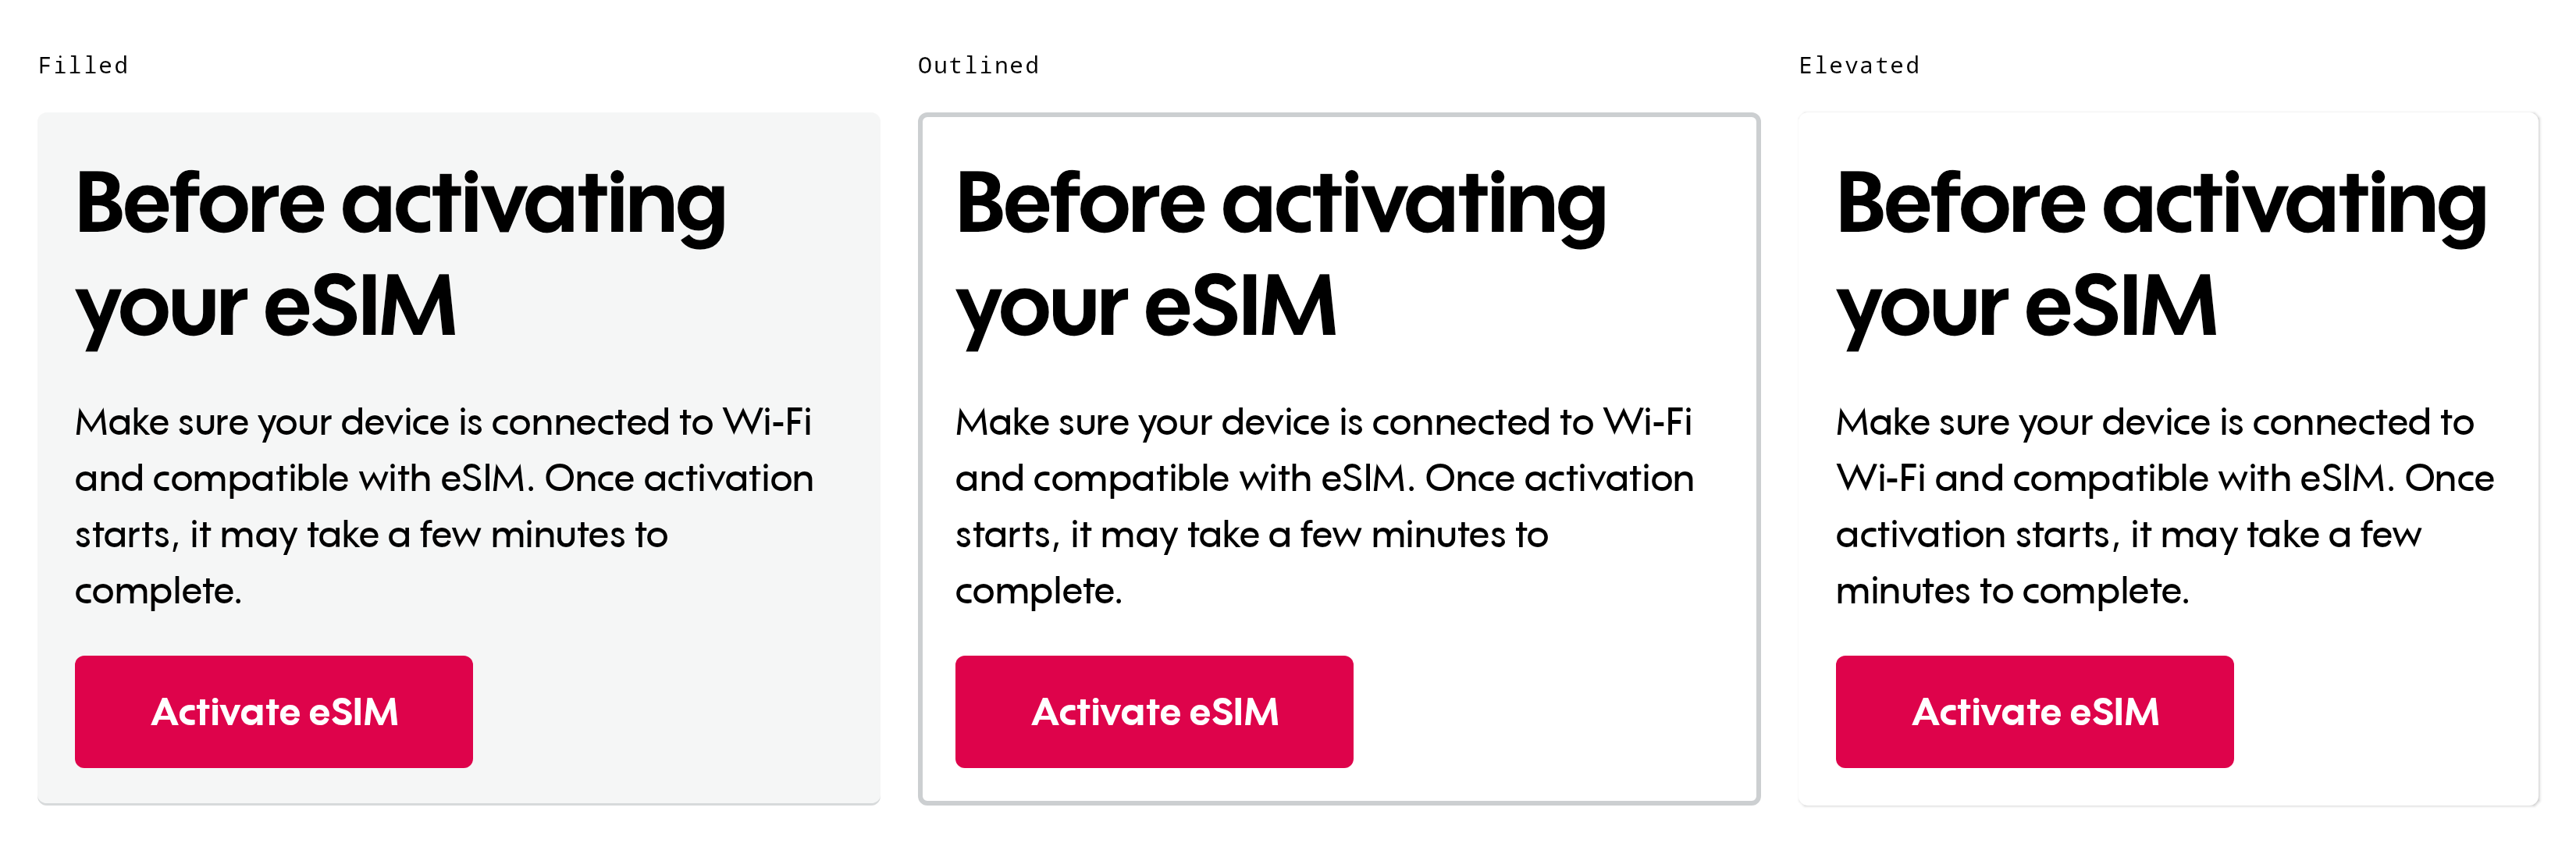 Filled
Before activating
your eSIM
Make sure your device is connected to Wi-Fi
and compatible with eSIM. Once activation
starts, it may take a few minutes to
complete.
Activate eSIM
Outlined
Before activating
your eSIM
Make sure your device is connected to Wi-Fi
and compatible with eSIM. Once activation
starts, it may take a few minutes to
complete.
Activate eSIM
Elevated
Before activating
your eSIM
Make sure your device is connected to
Wi-Fi and compatible with eSIM. Once
activation starts, it may take a few
minutes to complete.
Activate eSIM